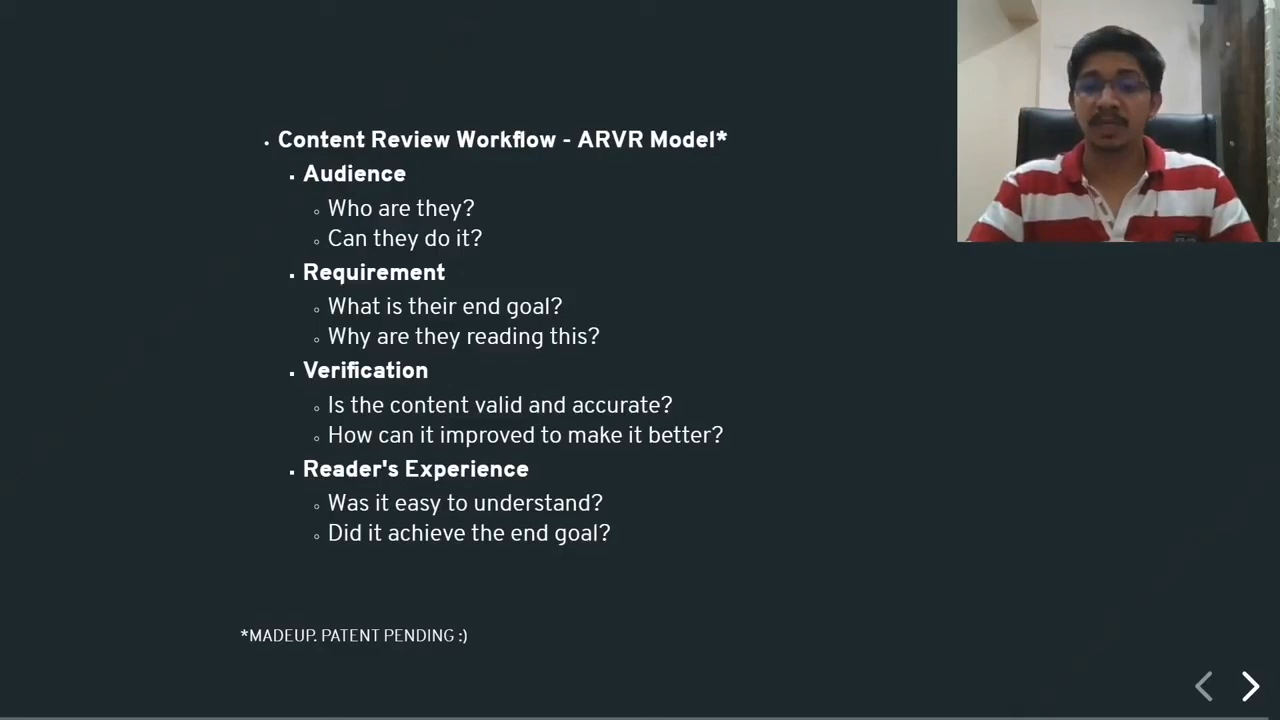 Content Review Workflow - ARVR Model*
Audience
Who are they?
Can they do it?
Requirement
What is their end goal?
Why are they reading this?
Verification
Is the content valid and accurate?
How can it improved to make it better?
Reader's Experience
Was it easy to understand?
Did it achieve the end goal?
*MADEUP. PATENT PENDING :)